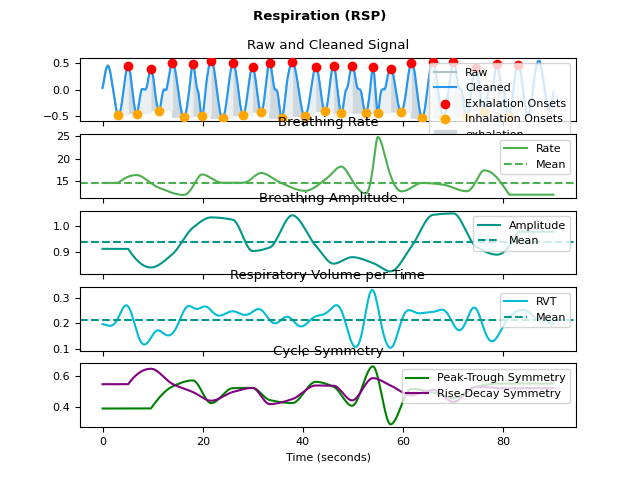 Respiration (RSP)
Raw and Cleaned Signal
0.5
0.0
−0.5
Raw
Cleaned
Exhalation Onsets
Inhalation Onsets
exhalation
Breathing Rate
25
20
15
Rate
Mean
Breathing Amplitude
1.0
0.9
Amplitude
Mean
Respiratory Volume per Time
0.3
0.2
0.1
RVT
Mean
Cycle Symmetry
0.6
0.4
Peak-Trough Symmetry
Rise-Decay Symmetry
0 20 40 60 80
Time (seconds)